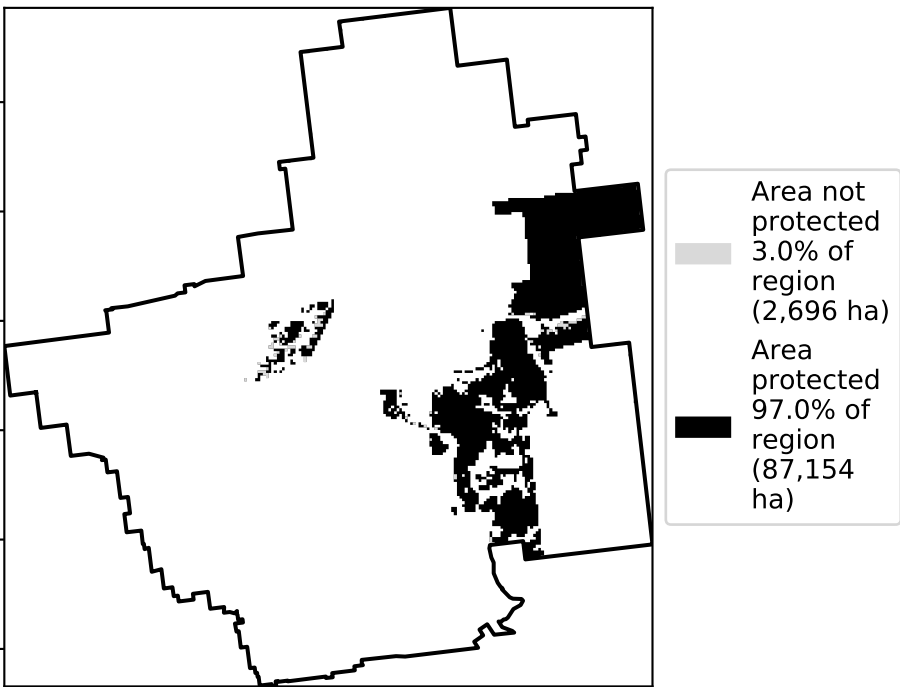 Area not
protected
3.0% of
region
(2,696 ha)
Area
protected
97.0% of
region
(87,154
ha)